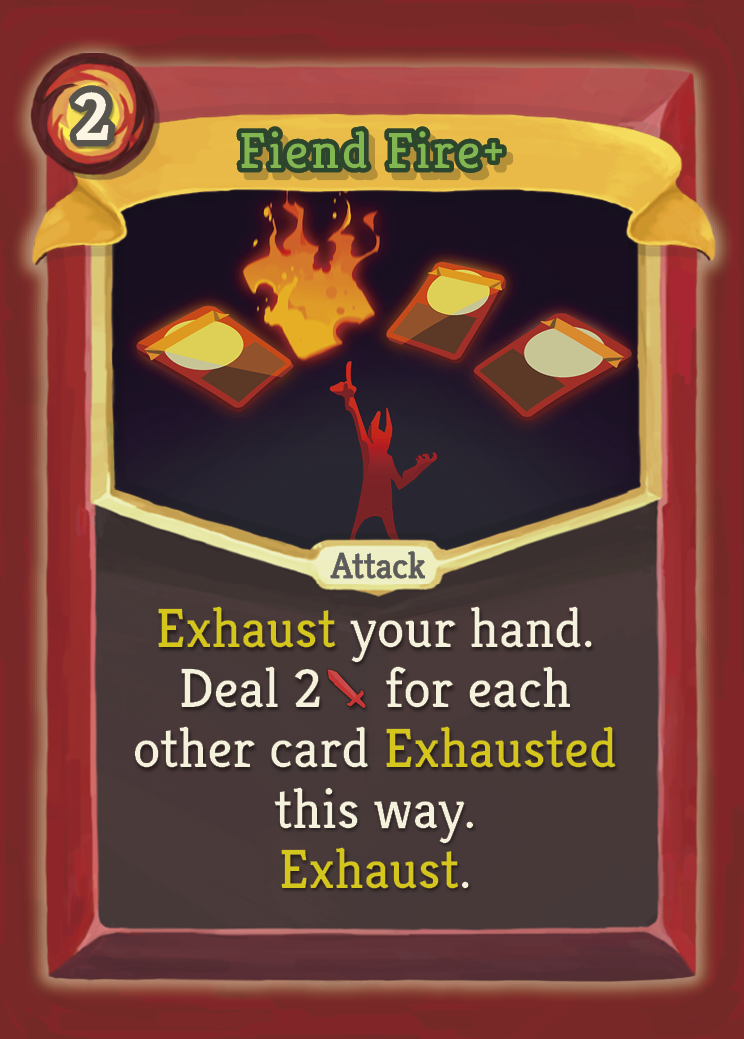 2
Fiend Fire+
Attack
Exhaust your hand.
Deal 2 for each
other card Exhausted
this way.
Exhaust.